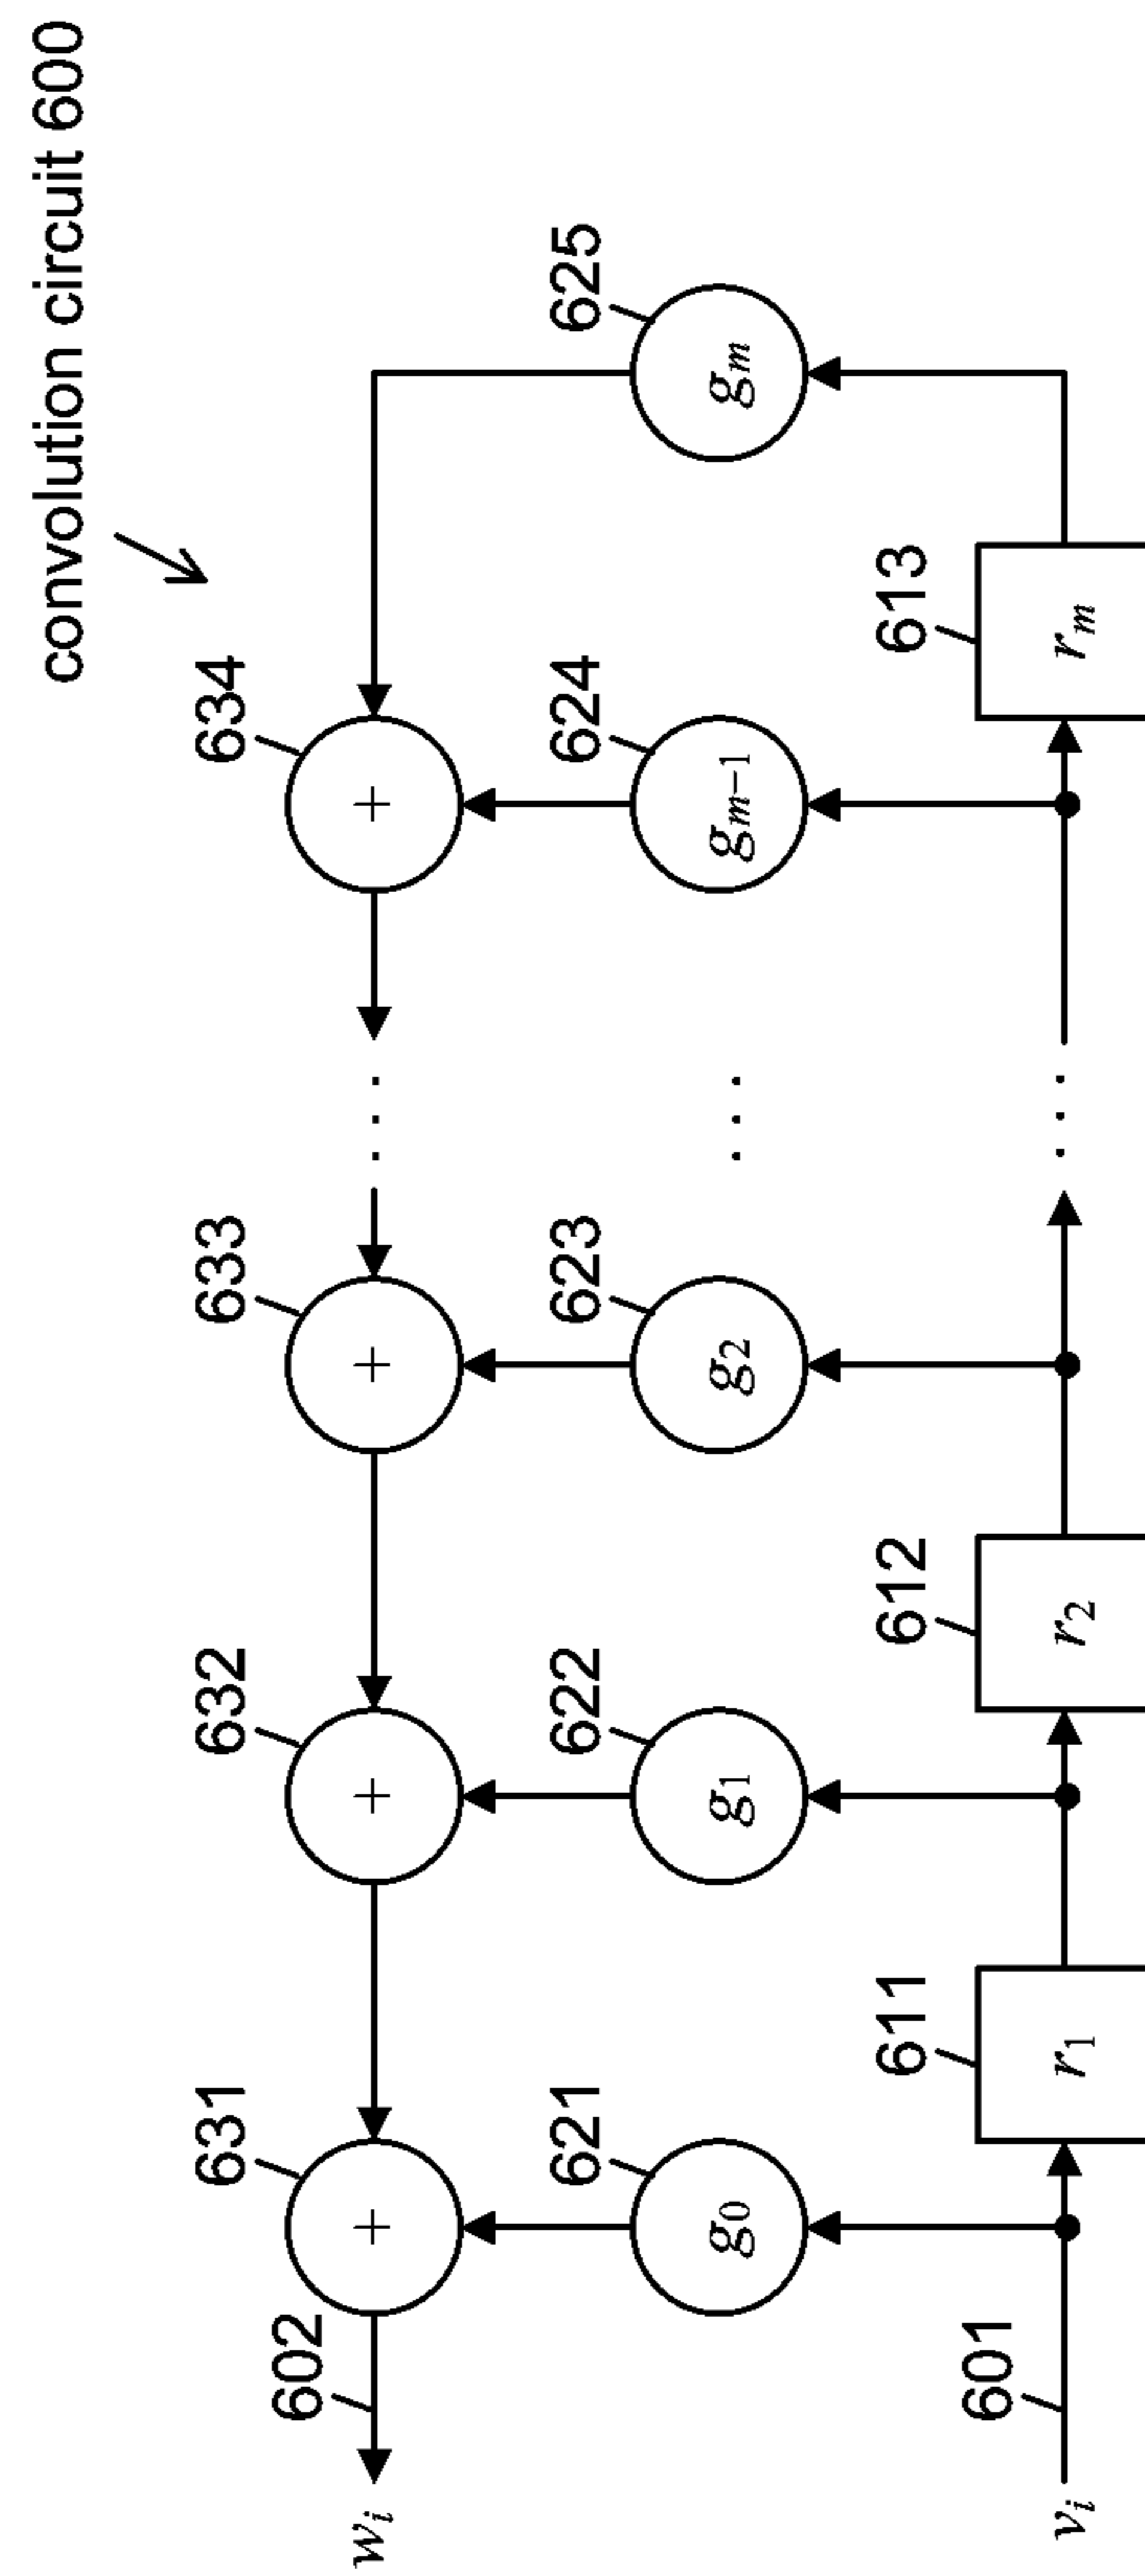 convolution circuit 600
w_i 602 631 632 633 634
+ + + ... +
621 622 623 624 625
g_0 g_1 g_2 ... g_{m-1} g_m
611 612 613
v_i 601 r_1 r_2 ... r_m